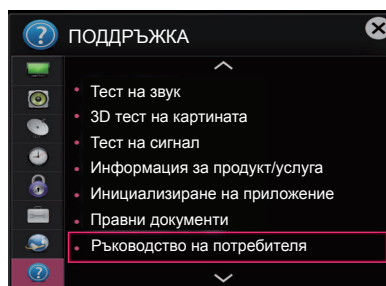 ПОДДРЪЖКА
Тест на звук
3D тест на картината
Тест на сигнал
Информация за продукт/услуга
Инициализиране на приложение
Правни документи
Ръководство на потребителя